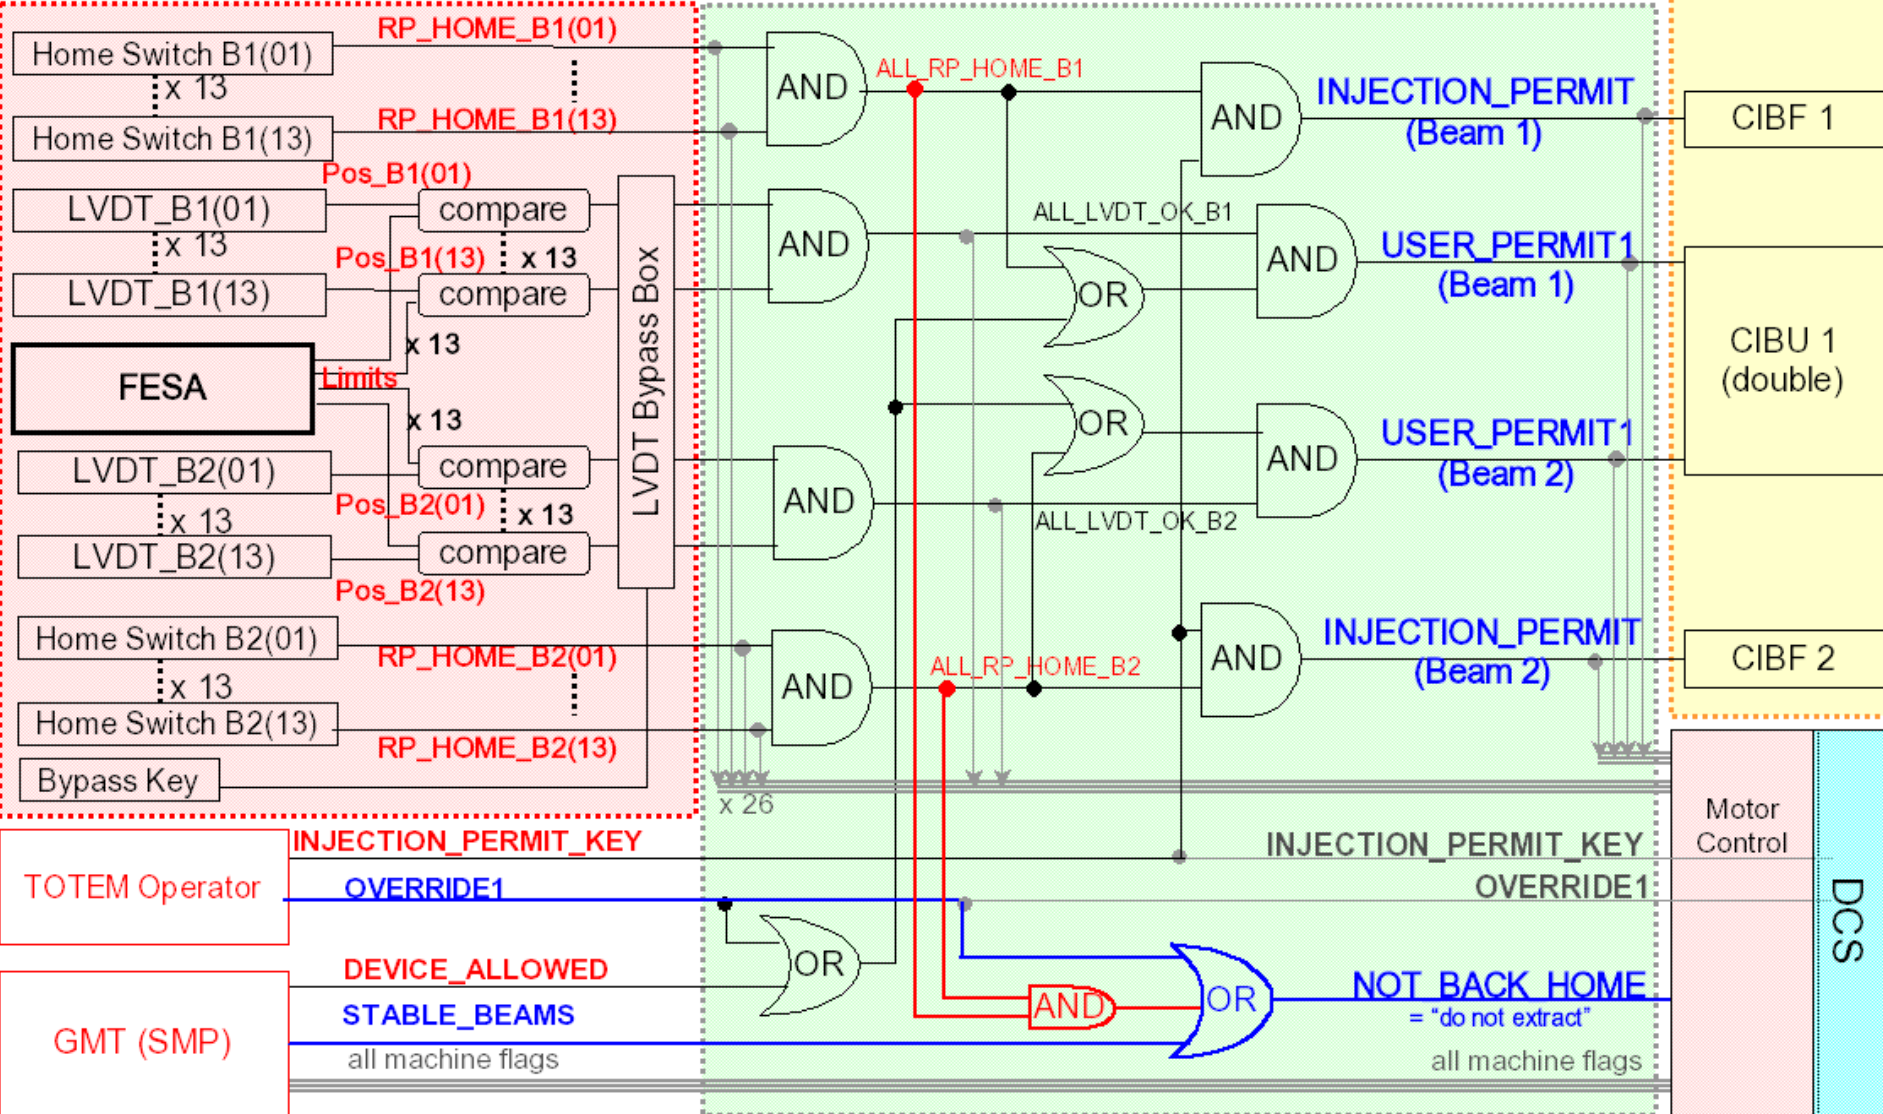 Home Switch B1(01)
RP_HOME_B1(01)
x 13
Home Switch B1(13)
RP_HOME_B1(13)
Pos_B1(01)
LVDT_B1(01)
compare
x 13
Pos_B1(13)
x 13
LVDT_B1(13)
compare
x 13
FESA
Limits
x 13
LVDT_B2(01)
compare
Pos_B2(01)
x 13
x 13
LVDT_B2(13)
compare
Pos_B2(13)
LVDT Bypass Box
Home Switch B2(01)
RP_HOME_B2(01)
x 13
Home Switch B2(13)
RP_HOME_B2(13)
Bypass Key
AND
ALL_RP_HOME_B1
AND
INJECTION_PERMIT
(Beam 1)
CIBF 1
AND
ALL_LVDT_OK_B1
AND
USER_PERMIT1
(Beam 1)
OR
CIBU 1
(double)
OR
AND
USER_PERMIT1
(Beam 2)
AND
ALL_LVDT_OK_B2
AND
ALL_RP_HOME_B2
AND
INJECTION_PERMIT
(Beam 2)
CIBF 2
x 26
Motor
Control
DCS
TOTEM Operator
INJECTION_PERMIT_KEY
INJECTION_PERMIT_KEY
OVERRIDE1
OVERRIDE1
GMT (SMP)
DEVICE_ALLOWED
OR
STABLE_BEAMS
AND
OR
NOT_BACK_HOME
= “do not extract”
all machine flags
all machine flags